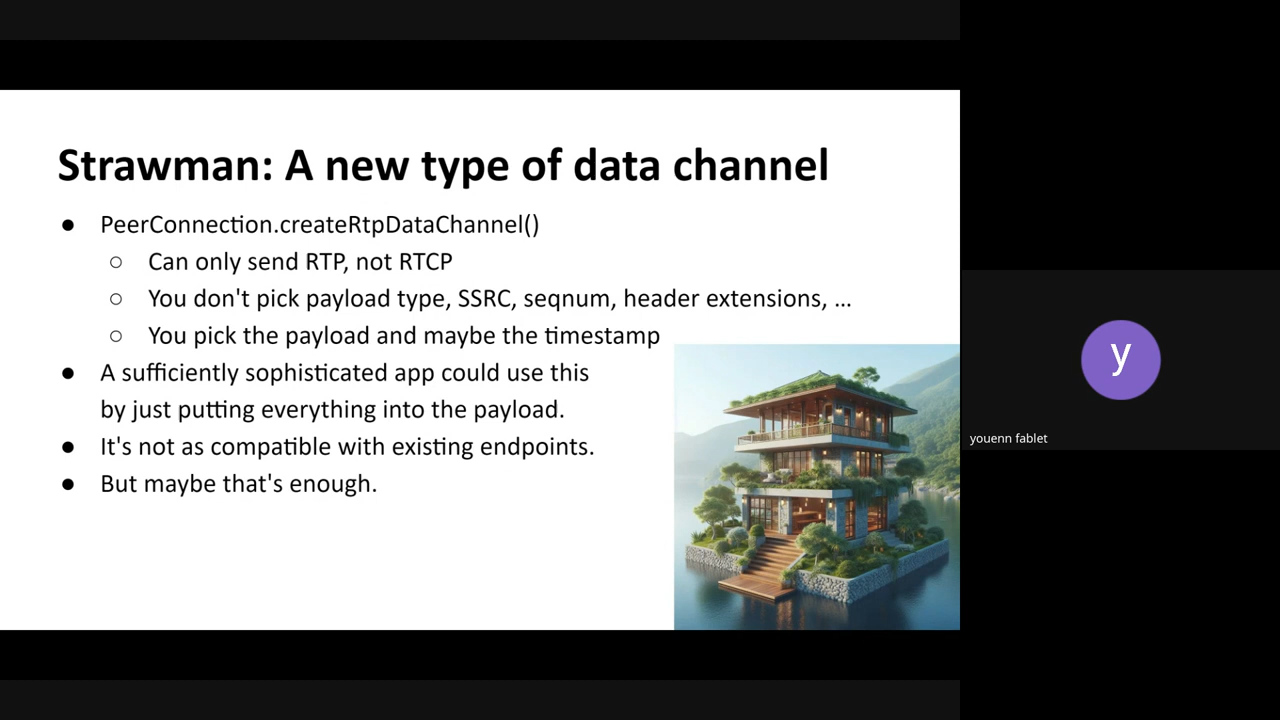 Strawman: A new type of data channel
● PeerConnection.createRtpDataChannel()
○ Can only send RTP, not RTCP
○ You don't pick payload type, SSRC, seqnum, header extensions, ...
○ You pick the payload and maybe the timestamp
● A sufficiently sophisticated app could use this
by just putting everything into the payload.
● It's not as compatible with existing endpoints.
● But maybe that's enough.
y
youenn fablet